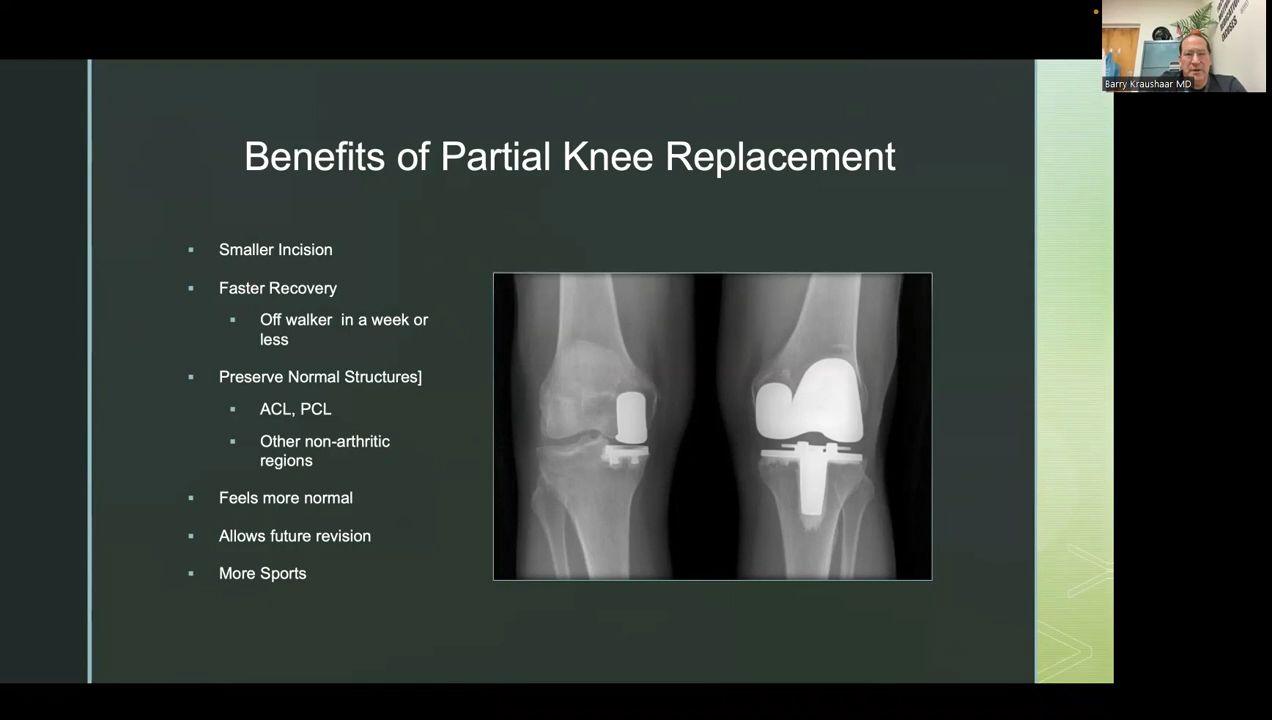 Benefits of Partial Knee Replacement
Smaller Incision
Faster Recovery
Off walker in a week or
less
Preserve Normal Structures]
ACL, PCL
Other non-arthritic
regions
Feels more normal
Allows future revision
More Sports
Barry Kraushaar MD